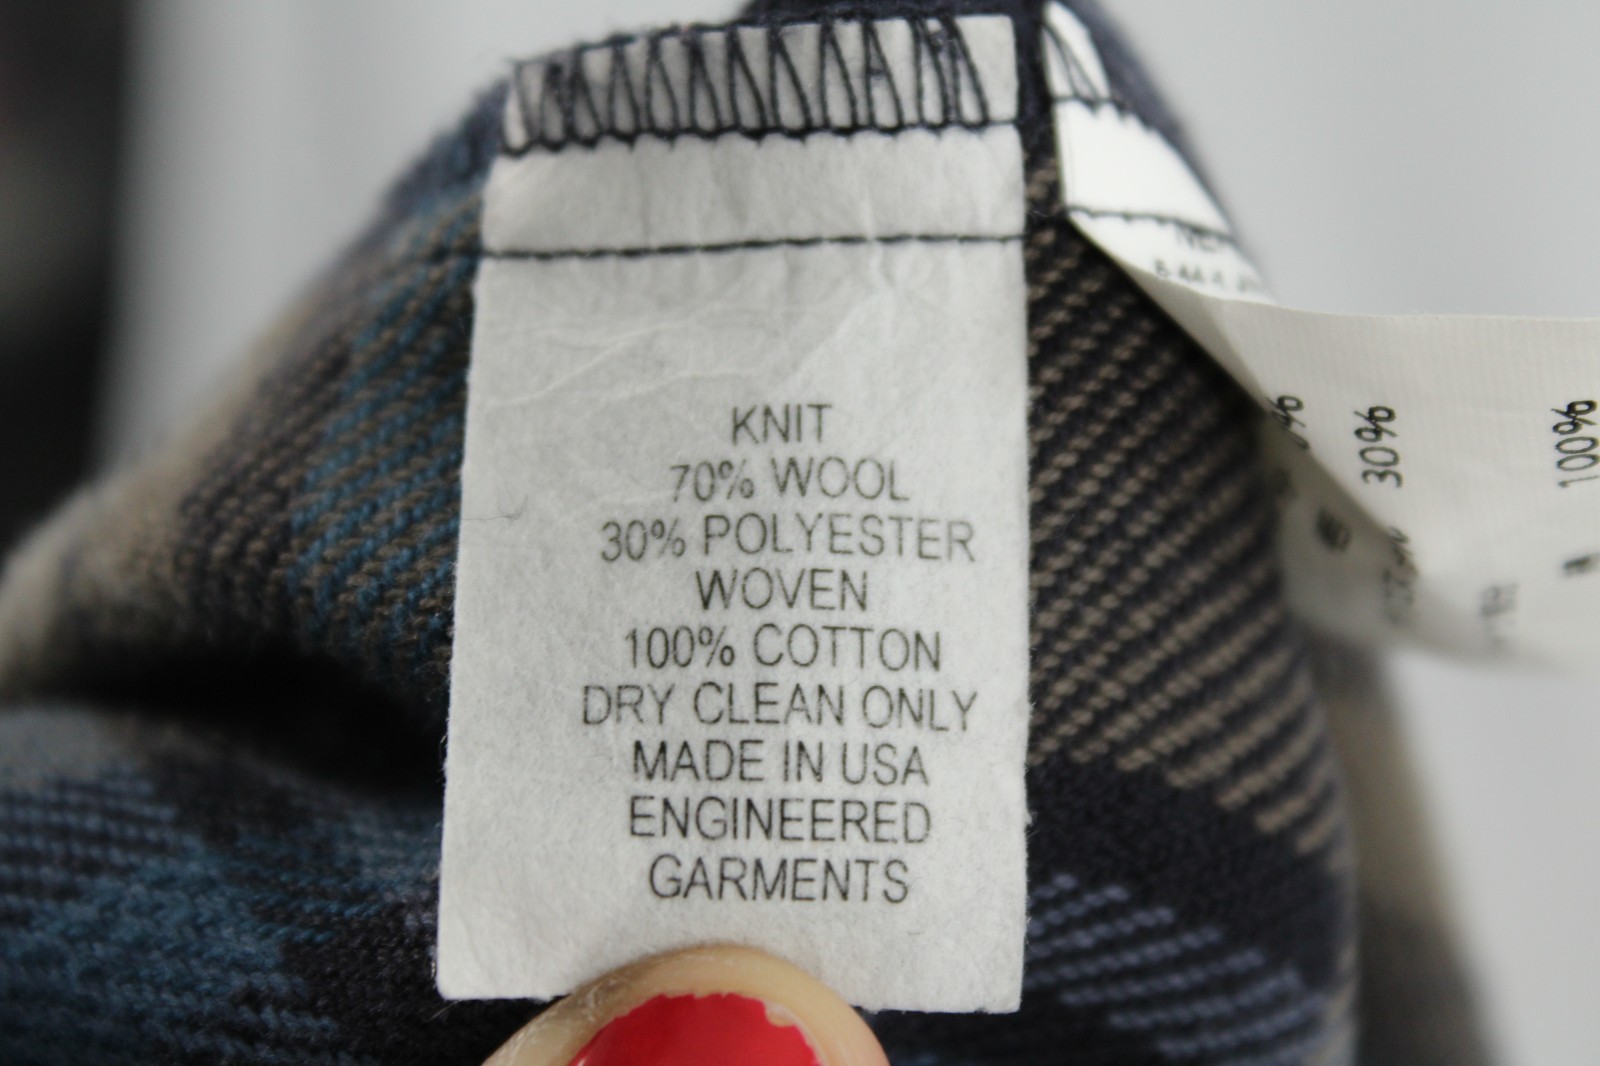 KNIT
70% WOOL
30% POLYESTER
WOVEN
100% COTTON
DRY CLEAN ONLY
MADE IN USA
ENGINEERED
GARMENTS
30%
100%